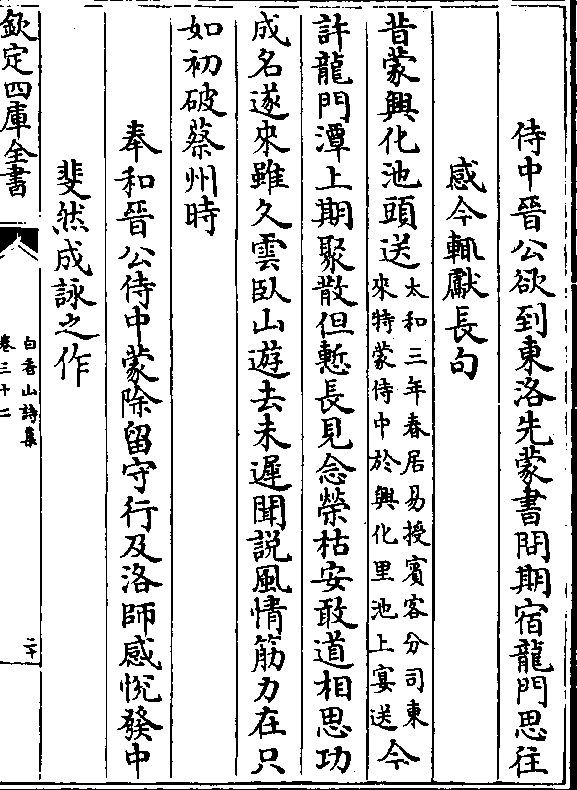 侍中晉公欲到東洛先蒙書問期宿龍門思往
感今輙獻長句
昔蒙興化池頭送太和三年春居易授賓客分司東
來特蒙侍中於興化里池上宴送今
許龍門潭上期聚散但慙長見念榮枯安敢道相思功
成名遂來雖久雲臥山遊去未遲聞說風情筋力在只
如初破蔡州時
奉和晉公侍中蒙除留守行及洛師感悅發中
斐然成詠之作
欽定四庫全書
白香山詩集
卷三十二
二十